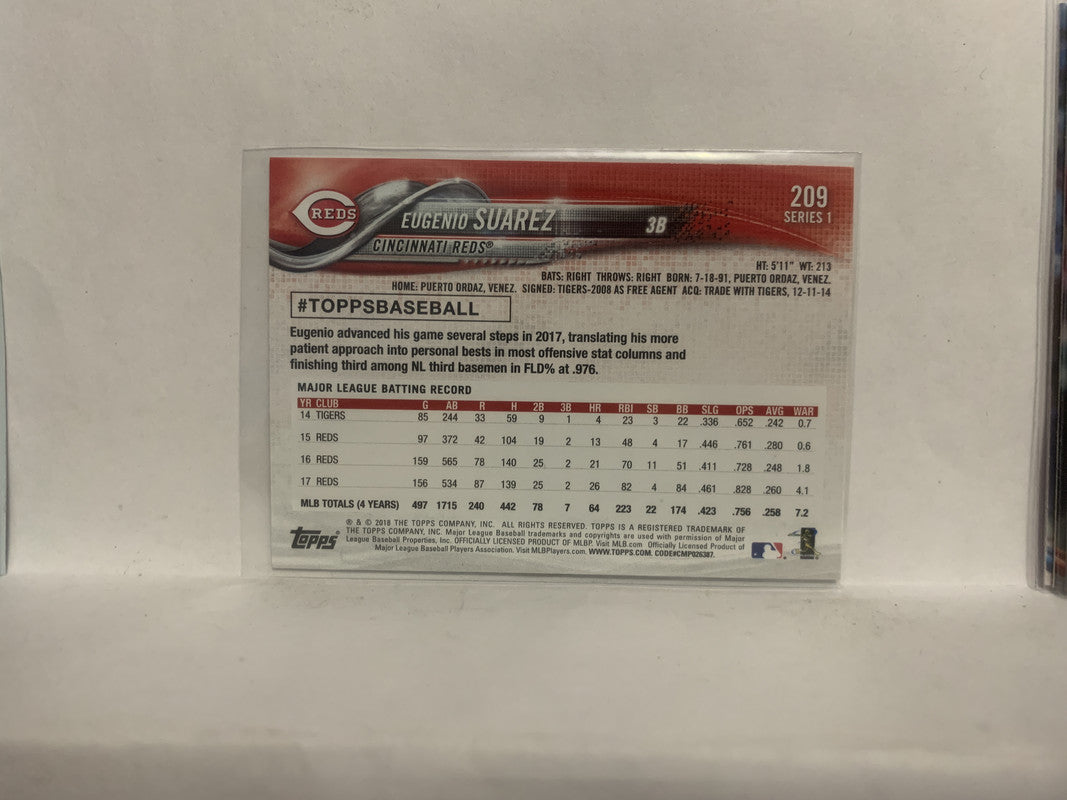 REDS
EUGENIO SUAREZ
3B
209
SERIES 1
CINCINNATI REDS®
HT: 5'11" WT: 213
BATS: RIGHT THROWS: RIGHT BORN: 7-18-91, PUERTO ORDAZ, VENEZ.
HOME: PUERTO ORDAZ, VENEZ. SIGNED: TIGERS-2008 AS FREE AGENT ACQ: TRADE WITH TIGERS, 12-11-14
#TOPPSBASEBALL
Eugenio advanced his game several steps in 2017, translating his more
patient approach into personal bests in most offensive stat columns and
finishing third among NL third basemen in FLD% at .976.
MAJOR LEAGUE BATTING RECORD
YR CLUB G AB R H 2B 3B HR RBI SB BB SLG OPS AVG WAR
14 TIGERS 85 244 33 59 9 1 4 23 3 22 .336 .652 .242 0.7
15 REDS 97 372 42 104 19 2 13 48 4 17 .446 .761 .280 0.6
16 REDS 159 565 78 140 25 2 21 70 11 51 .411 .728 .248 1.8
17 REDS 156 534 87 139 25 2 26 82 4 84 .461 .828 .260 4.1
MLB TOTALS (4 YEARS) 497 1715 240 442 78 7 64 223 22 174 .423 .756 .258 7.2
Topps
® & © 2018 THE TOPPS COMPANY, INC. ALL RIGHTS RESERVED. TOPPS IS A REGISTERED TRADEMARK OF
THE TOPPS COMPANY, INC. Major League Baseball trademarks and copyrights are used with permission of Major
League Baseball Properties, Inc. OFFICIALLY LICENSED PRODUCT OF MLBP. Visit MLB.com. Officially Licensed Product of
Major League Baseball Players Association. Visit MLBPlayers.com. WWW.TOPPS.COM. CODE#CMP026387.